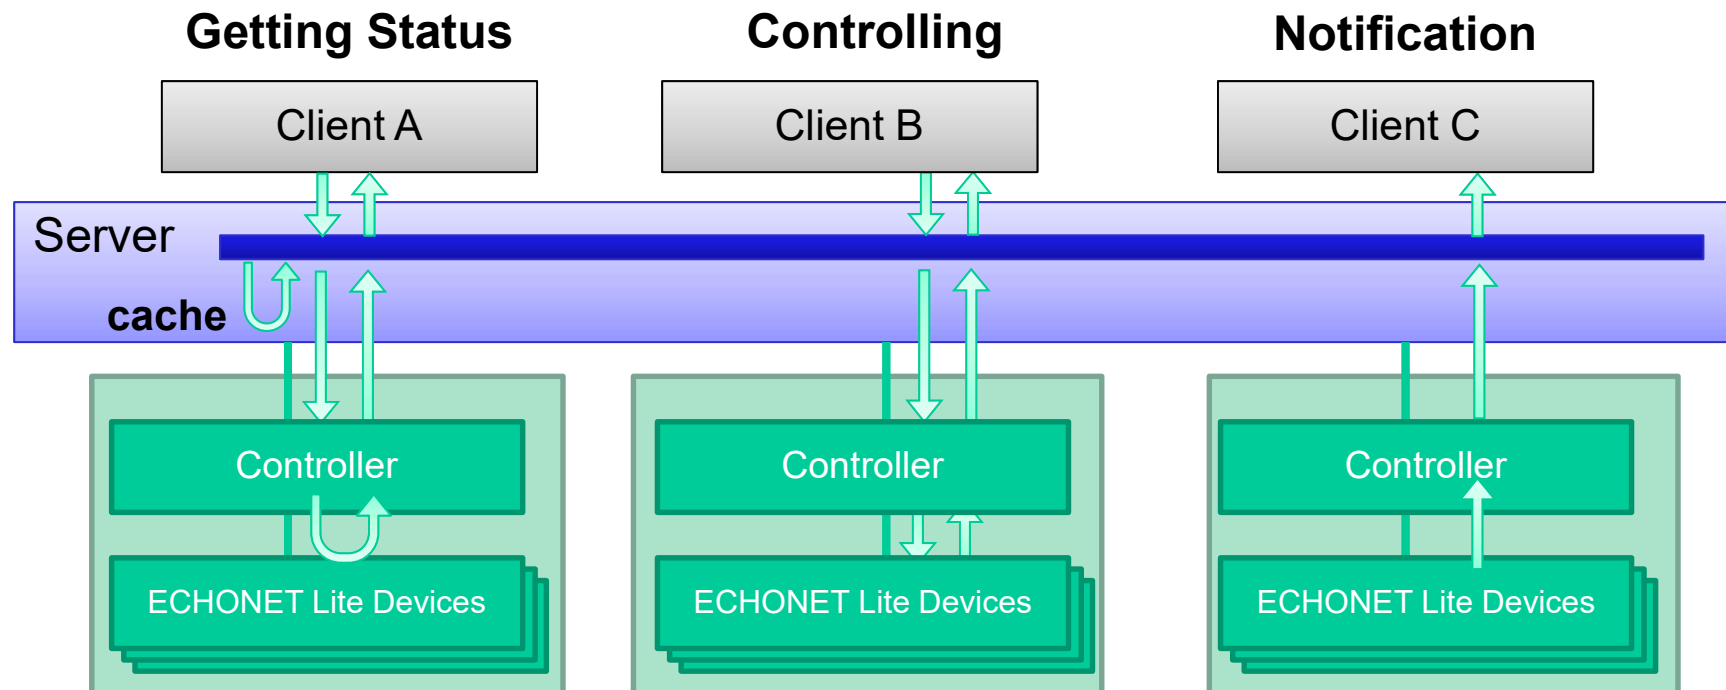 Getting Status
Controlling
Notification
Client A
Client B
Client C
Server
cache
Controller
Controller
Controller
ECHONET Lite Devices
ECHONET Lite Devices
ECHONET Lite Devices